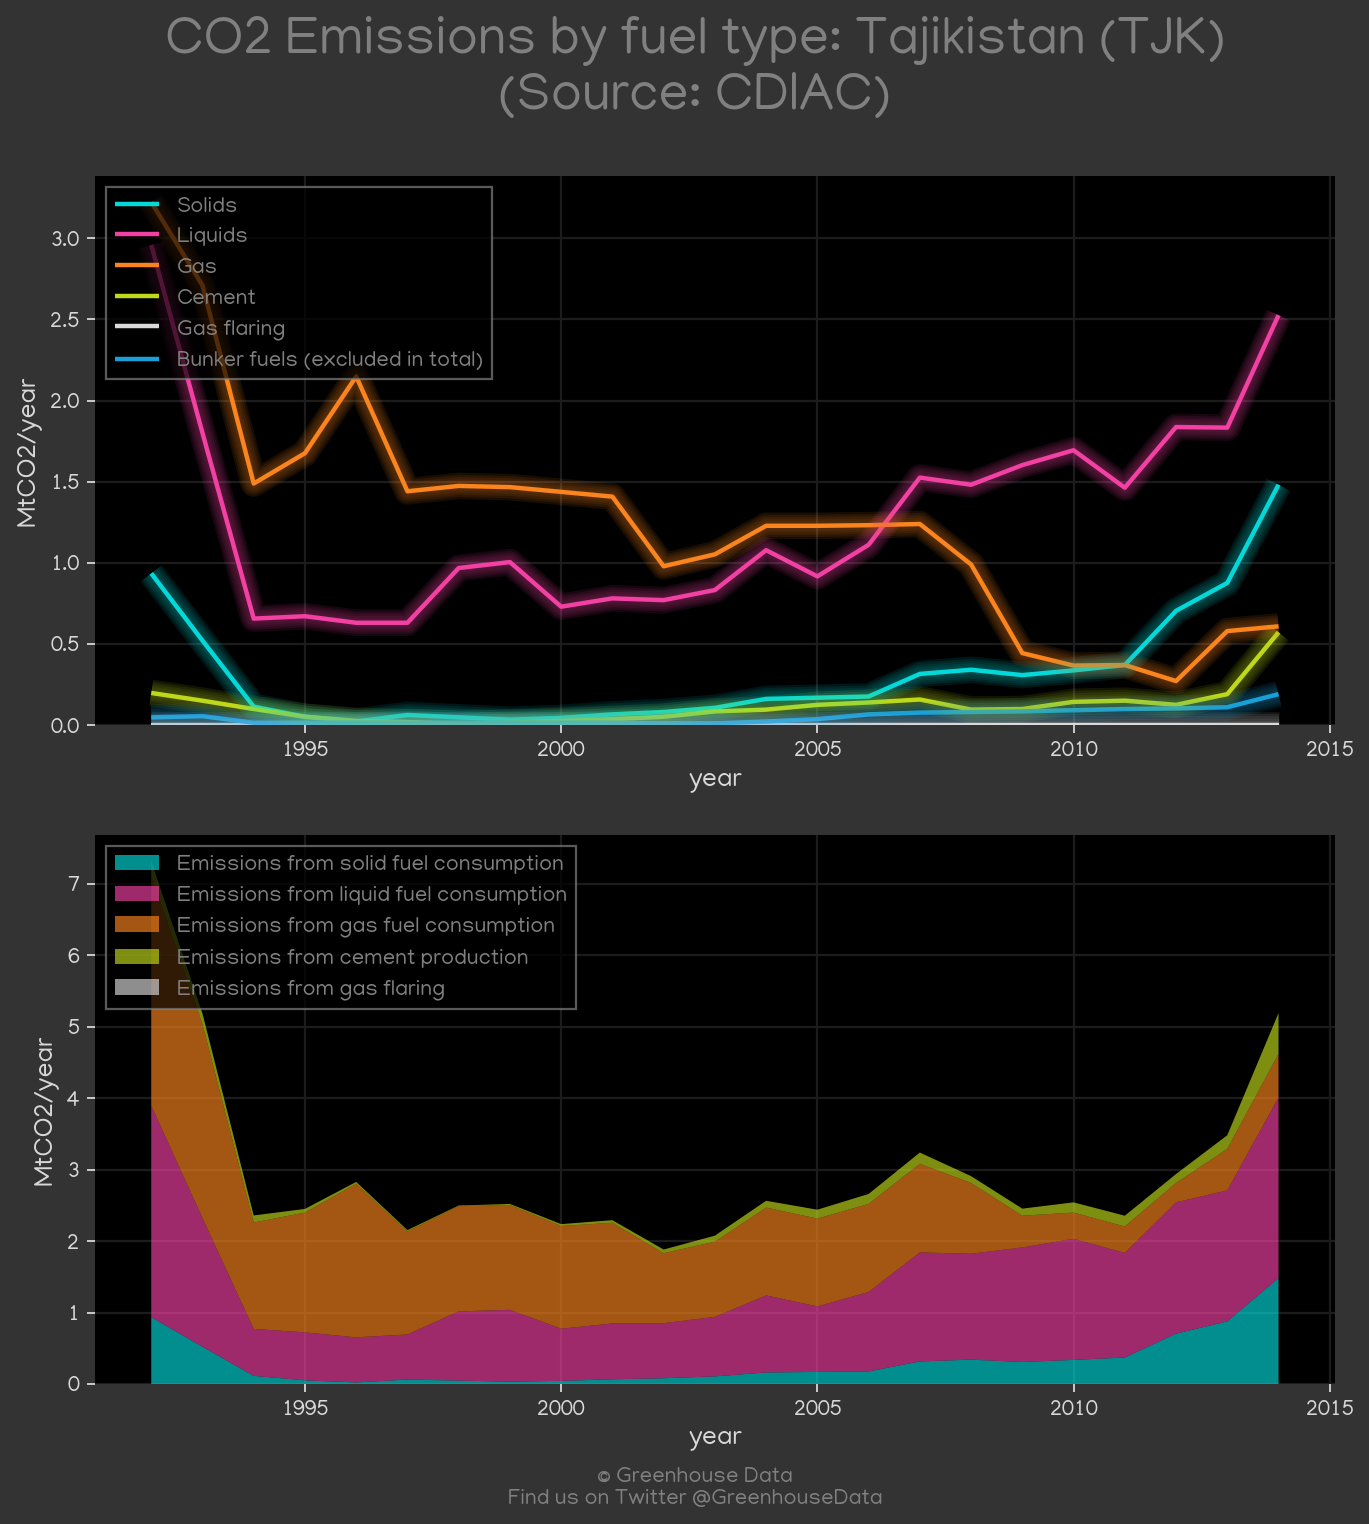 CO2 Emissions by fuel type: Tajikistan (TJK)
(Source: CDIAC)
Solids
Liquids
Gas
Cement
Gas flaring
Bunker fuels (excluded in total)
MtCO2/year
3.0
2.5
2.0
1.5
1.0
0.5
0.0
1995
2000
2005
2010
2015
year
Emissions from solid fuel consumption
Emissions from liquid fuel consumption
Emissions from gas fuel consumption
Emissions from cement production
Emissions from gas flaring
MtCO2/year
7
6
5
4
3
2
1
0
1995
2000
2005
2010
2015
year
© Greenhouse Data
Find us on Twitter @GreenhouseData